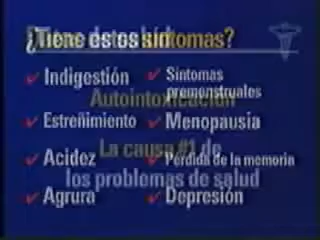 ¿Tiene estos síntomas?
✓ Indigestión
✓ Síntomas premonstruales
Autointoxicación
✓ Estreñimiento
✓ Menopausia
La causa #1 de
✓ Acidez
✓ Pérdida de la memoria
los problemas de salud
✓ Agrura
✓ Depresión